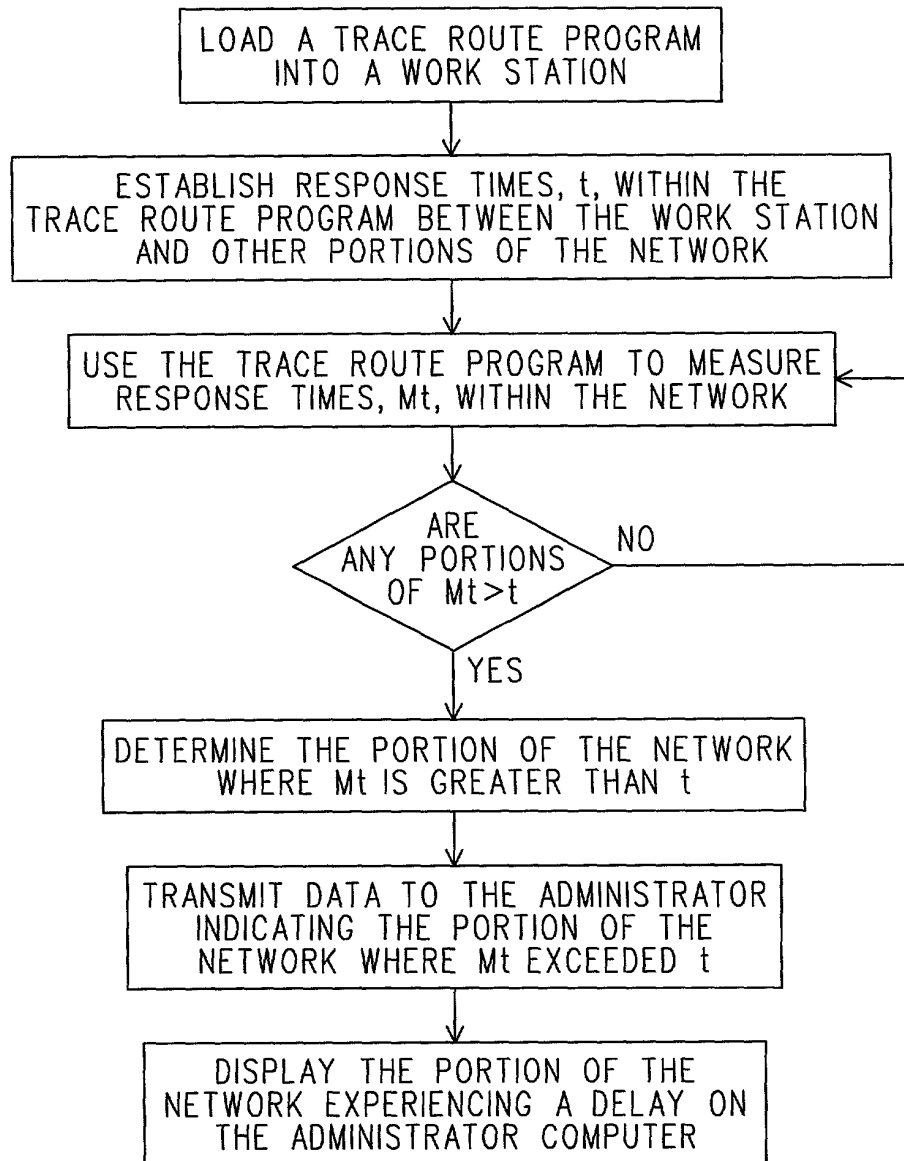 LOAD A TRACE ROUTE PROGRAM
INTO A WORK STATION
ESTABLISH RESPONSE TIMES, t, WITHIN THE
TRACE ROUTE PROGRAM BETWEEN THE WORK STATION
AND OTHER PORTIONS OF THE NETWORK
USE THE TRACE ROUTE PROGRAM TO MEASURE
RESPONSE TIMES, Mt, WITHIN THE NETWORK
ARE
ANY PORTIONS
OF Mt>t
NO
YES
DETERMINE THE PORTION OF THE NETWORK
WHERE Mt IS GREATER THAN t
TRANSMIT DATA TO THE ADMINISTRATOR
INDICATING THE PORTION OF THE
NETWORK WHERE Mt EXCEEDED t
DISPLAY THE PORTION OF THE
NETWORK EXPERIENCING A DELAY ON
THE ADMINISTRATOR COMPUTER